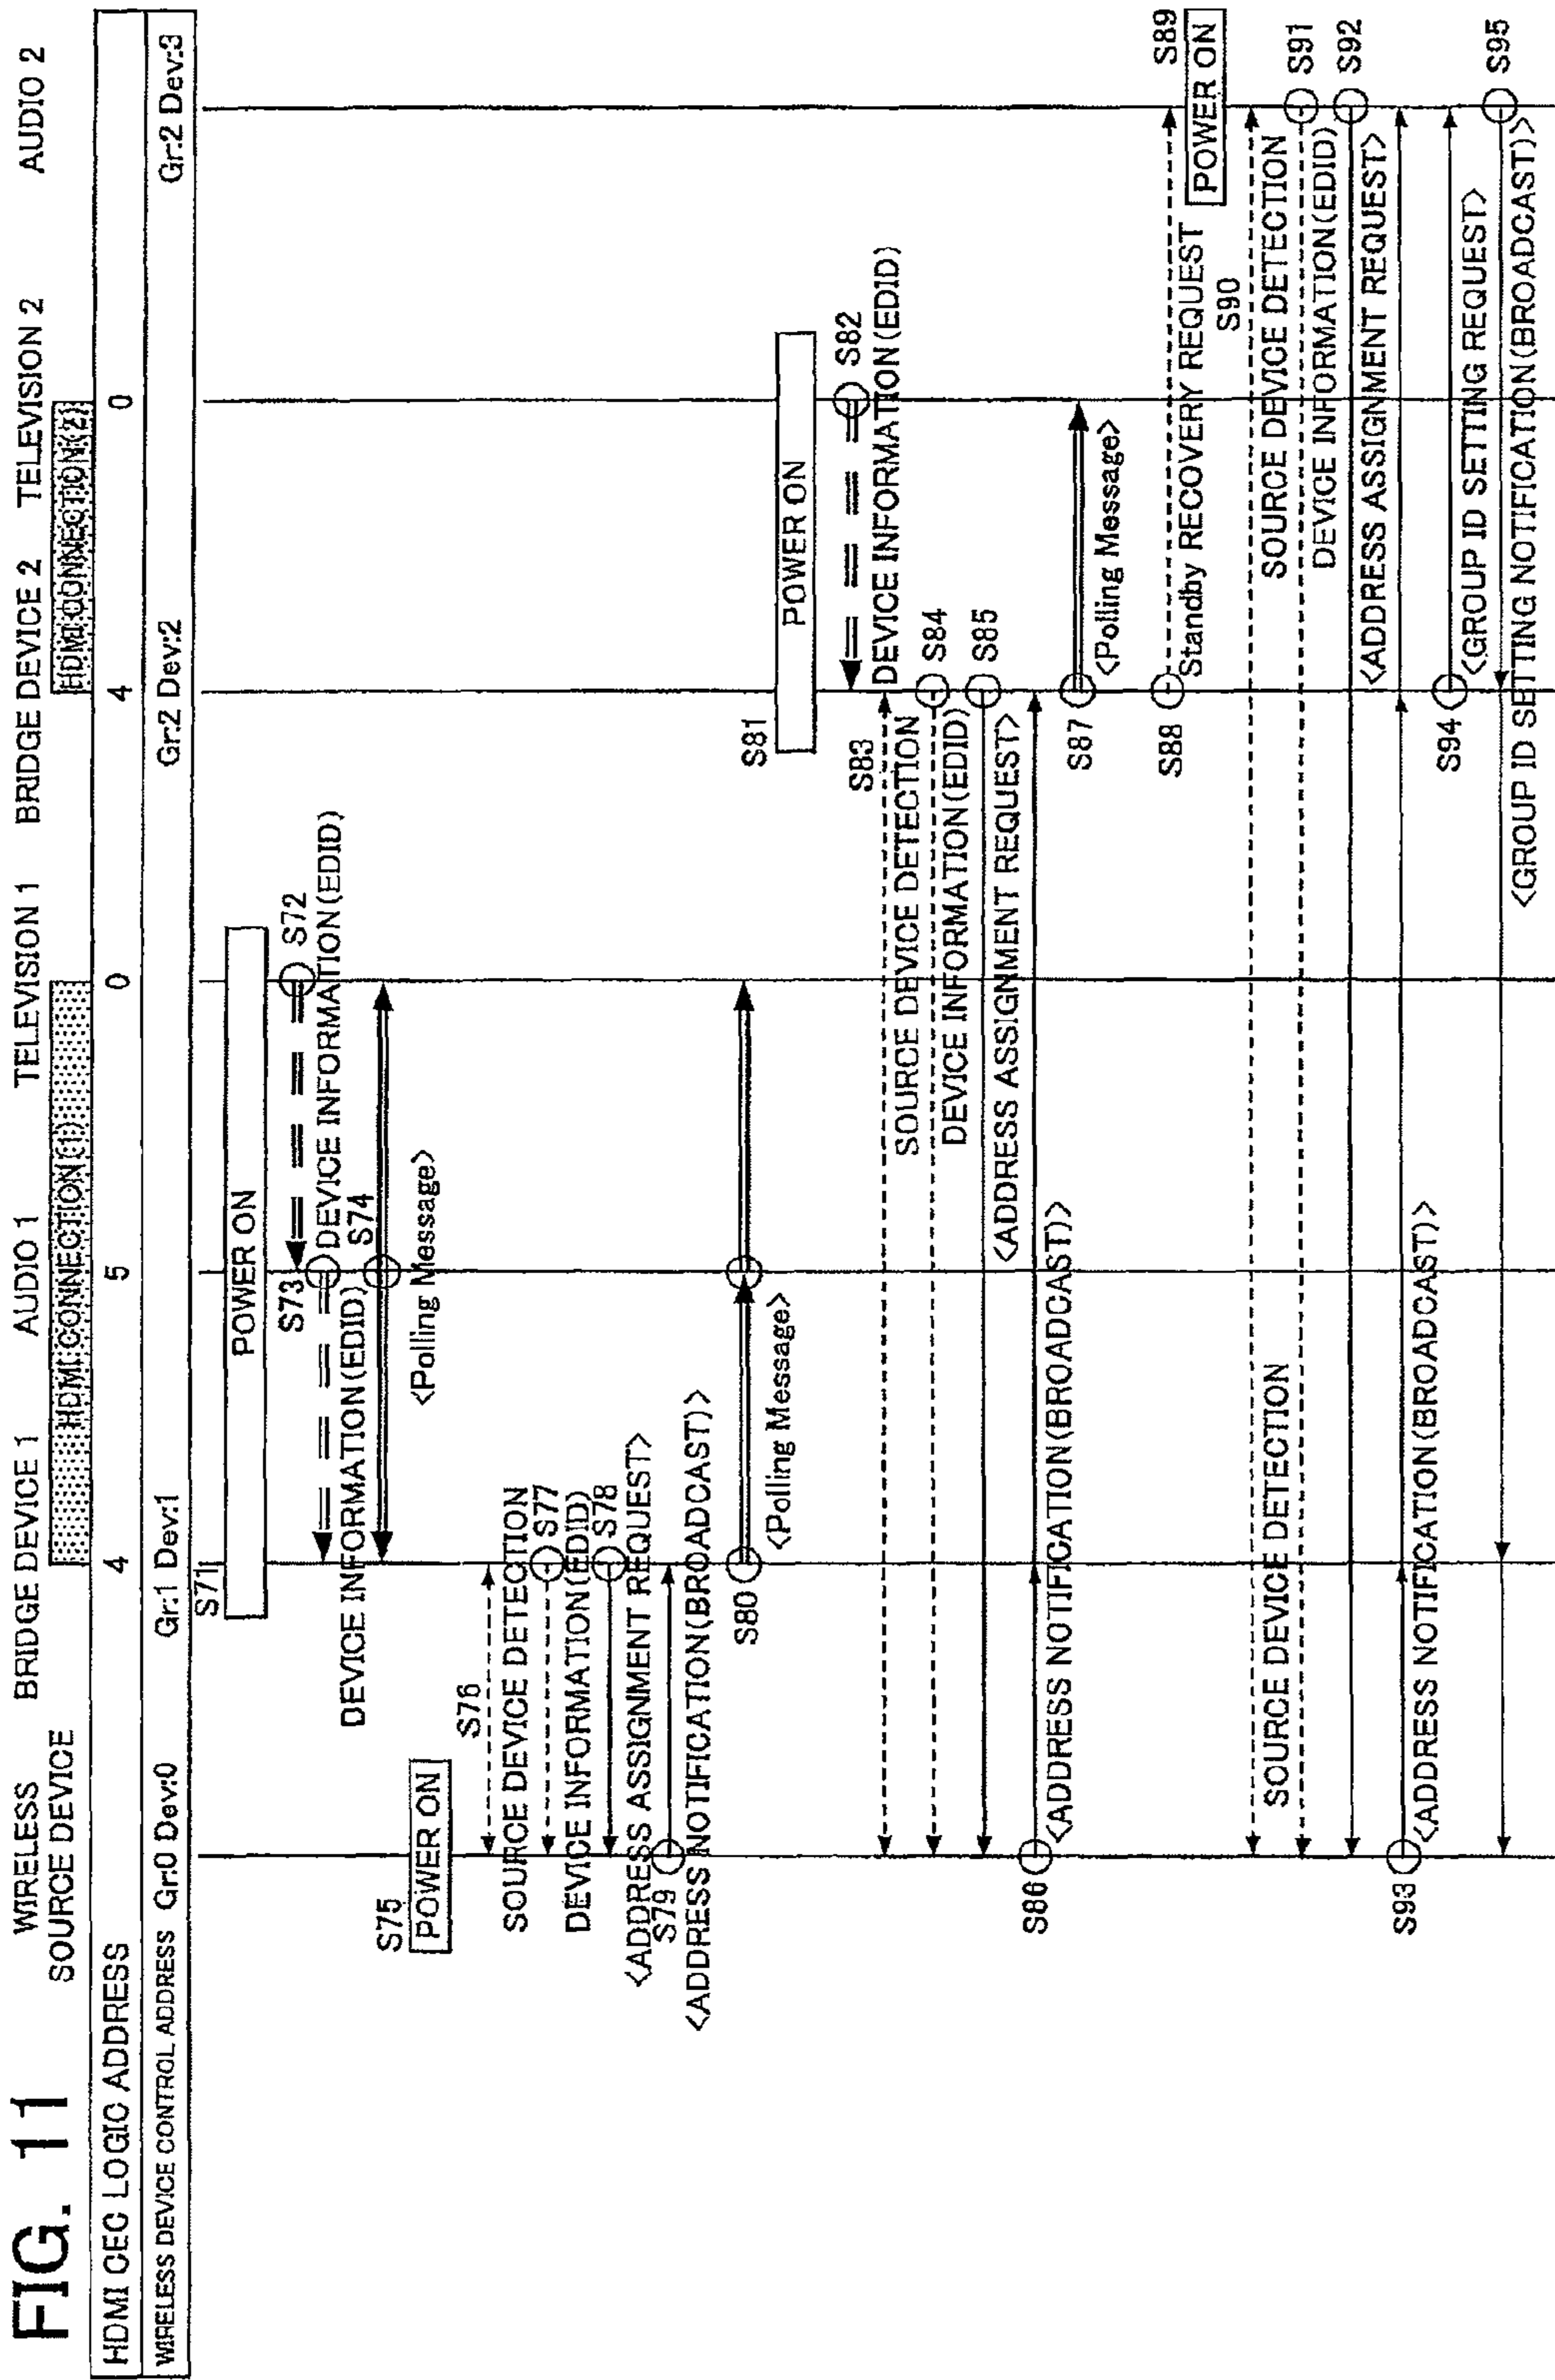 FIG. 11
WIRELESS
SOURCE DEVICE
BRIDGE DEVICE 1
AUDIO 1
TELEVISION 1
BRIDGE DEVICE 2
TELEVISION 2
AUDIO 2
HDMI CONNECTION(1)
HDMI CONNECTION(2)
HDMI CEC LOGIC ADDRESS
4
5
0
4
0
WIRELESS DEVICE CONTROL ADDRESS
Gr:0 Dev:0
Gr:1 Dev:1
Gr:2 Dev:2
Gr:2 Dev:3
S71
POWER ON
S72
S73
DEVICE INFORMATION(EDID)
DEVICE INFORMATION(EDID)
S74
<Polling Message>
S75
POWER ON
S76
SOURCE DEVICE DETECTION
S77
DEVICE INFORMATION(EDID)
S78
<ADDRESS ASSIGNMENT REQUEST>
S79
<ADDRESS NOTIFICATION(BROADCAST)>
S80
<Polling Message>
S81
POWER ON
S82
DEVICE INFORMATION(EDID)
S83
SOURCE DEVICE DETECTION
S84
DEVICE INFORMATION(EDID)
S85
<ADDRESS ASSIGNMENT REQUEST>
S86
<ADDRESS NOTIFICATION(BROADCAST)>
S87
<Polling Message>
S88
Standby RECOVERY REQUEST
S89
POWER ON
S90
SOURCE DEVICE DETECTION
SOURCE DEVICE DETECTION
S91
DEVICE INFORMATION(EDID)
S92
<ADDRESS ASSIGNMENT REQUEST>
S93
<ADDRESS NOTIFICATION(BROADCAST)>
S94
<GROUP ID SETTING REQUEST>
S95
<GROUP ID SETTING NOTIFICATION(BROADCAST)>